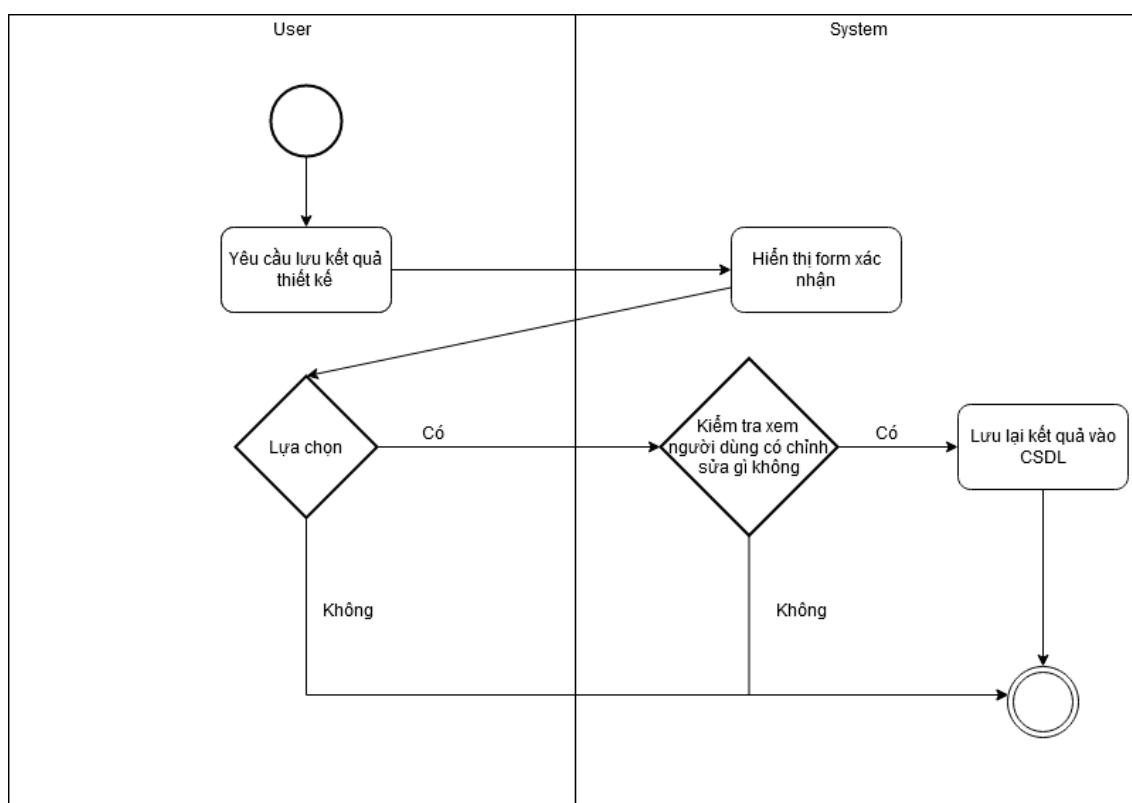 User
System
Yêu cầu lưu kết quả
thiết kế
Hiển thị form xác
nhận
Lựa chọn
Có
Kiểm tra xem
người dùng có chỉnh
sửa gì không
Có
Lưu lại kết quả vào
CSDL
Không
Không